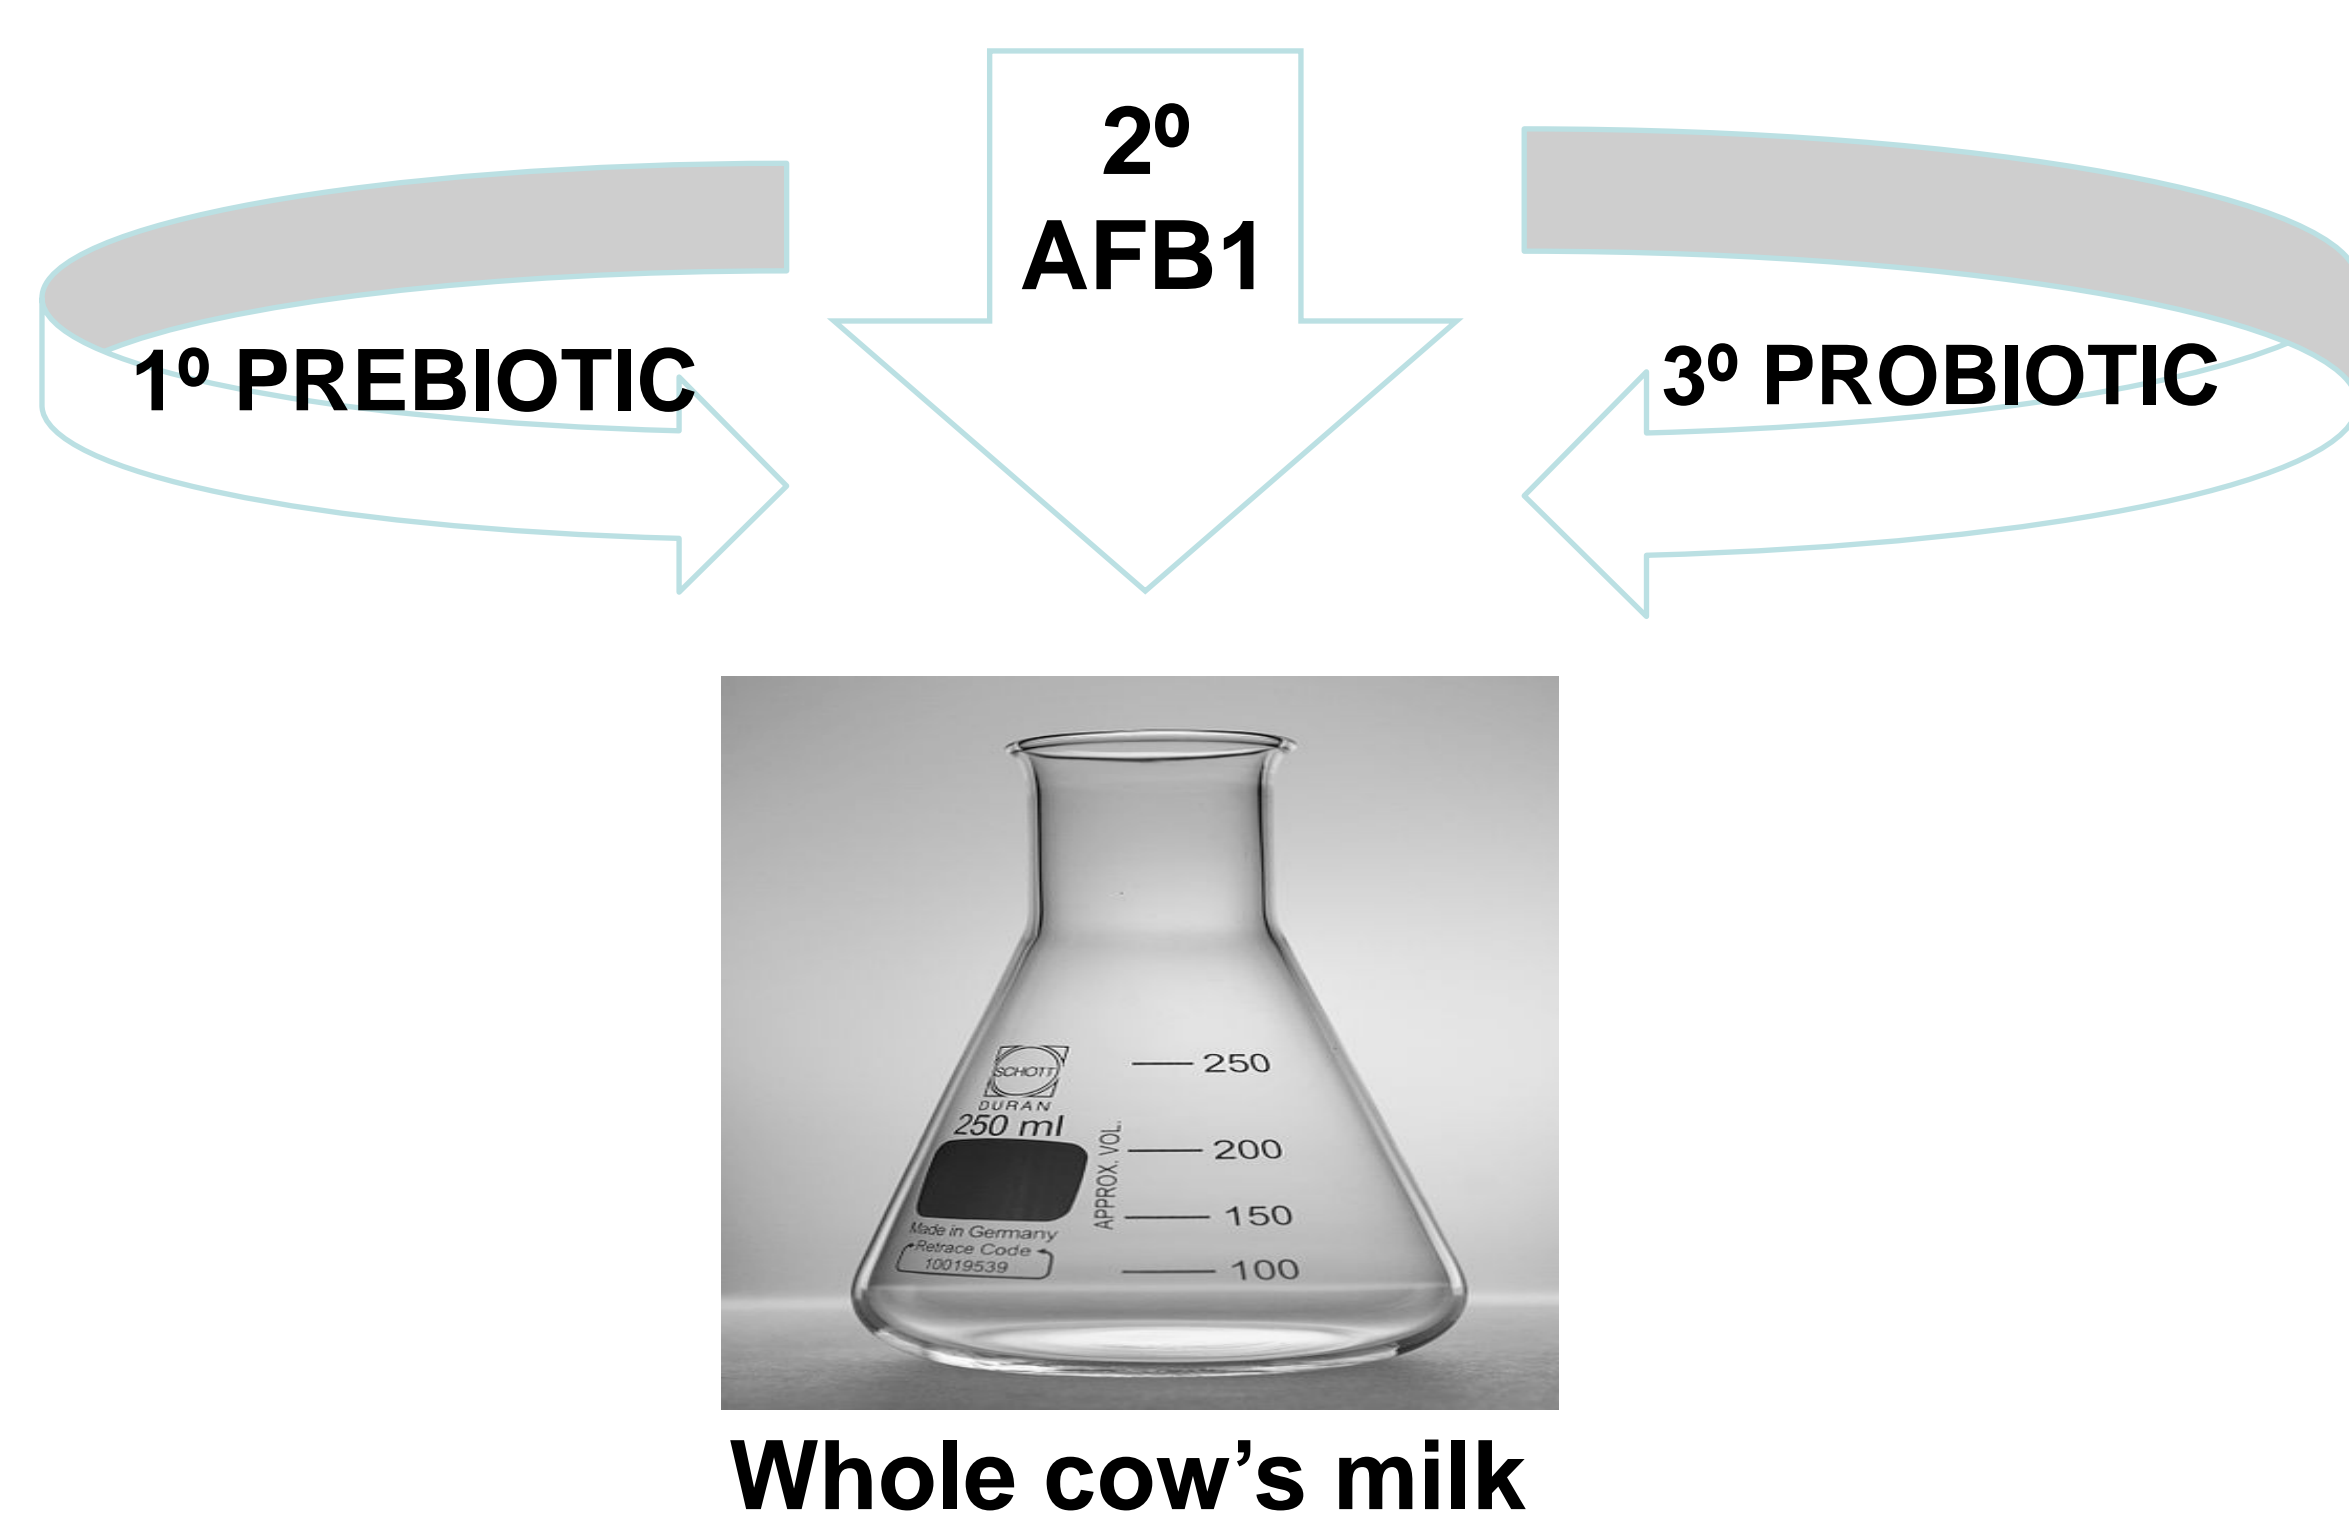 2º
AFB1
1º PREBIOTIC
3º PROBIOTIC
SCHOTT
DURAN
250 ml
APPROX. VOL.
250
200
150
100
Made in Germany
Retrace Code
10019539
Whole cow’s milk